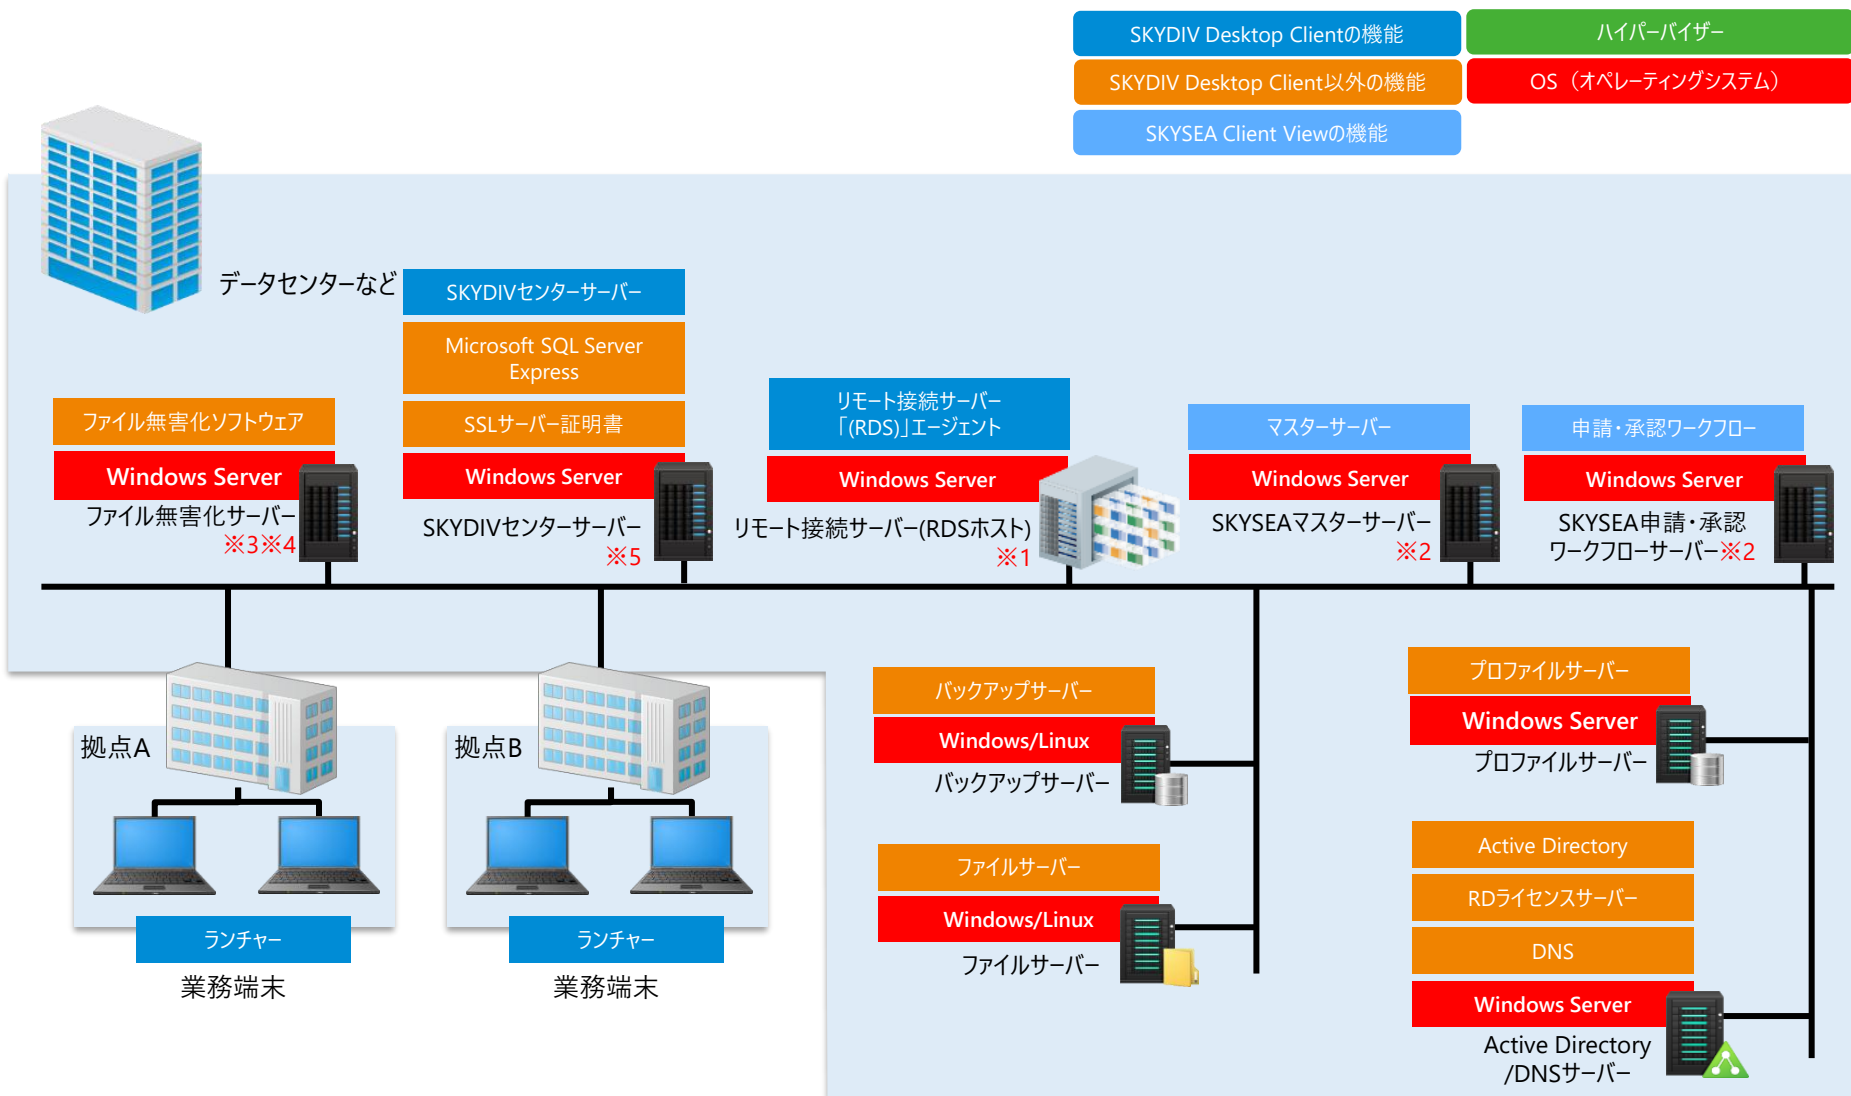 SKYDIV Desktop Clientの機能
ハイパーバイザー
SKYDIV Desktop Client以外の機能
OS（オペレーティングシステム）
SKYSEA Client Viewの機能
データセンターなど
SKYDIVセンターサーバー
Microsoft SQL Server
Express
SSLサーバー証明書
Windows Server
SKYDIVセンターサーバー
※5
ファイル無害化ソフトウェア
Windows Server
ファイル無害化サーバー
※3※4
リモート接続サーバー
「(RDS)」エージェント
Windows Server
リモート接続サーバー(RDSホスト)
※1
マスターサーバー
Windows Server
SKYSEAマスターサーバー
※2
申請・承認ワークフロー
Windows Server
SKYSEA申請・承認
ワークフローサーバー※2
拠点A
ランチャー
業務端末
拠点B
ランチャー
業務端末
バックアップサーバー
Windows/Linux
バックアップサーバー
ファイルサーバー
Windows/Linux
ファイルサーバー
プロファイルサーバー
Windows Server
プロファイルサーバー
Active Directory
RDライセンスサーバー
DNS
Windows Server
Active Directory
/DNSサーバー